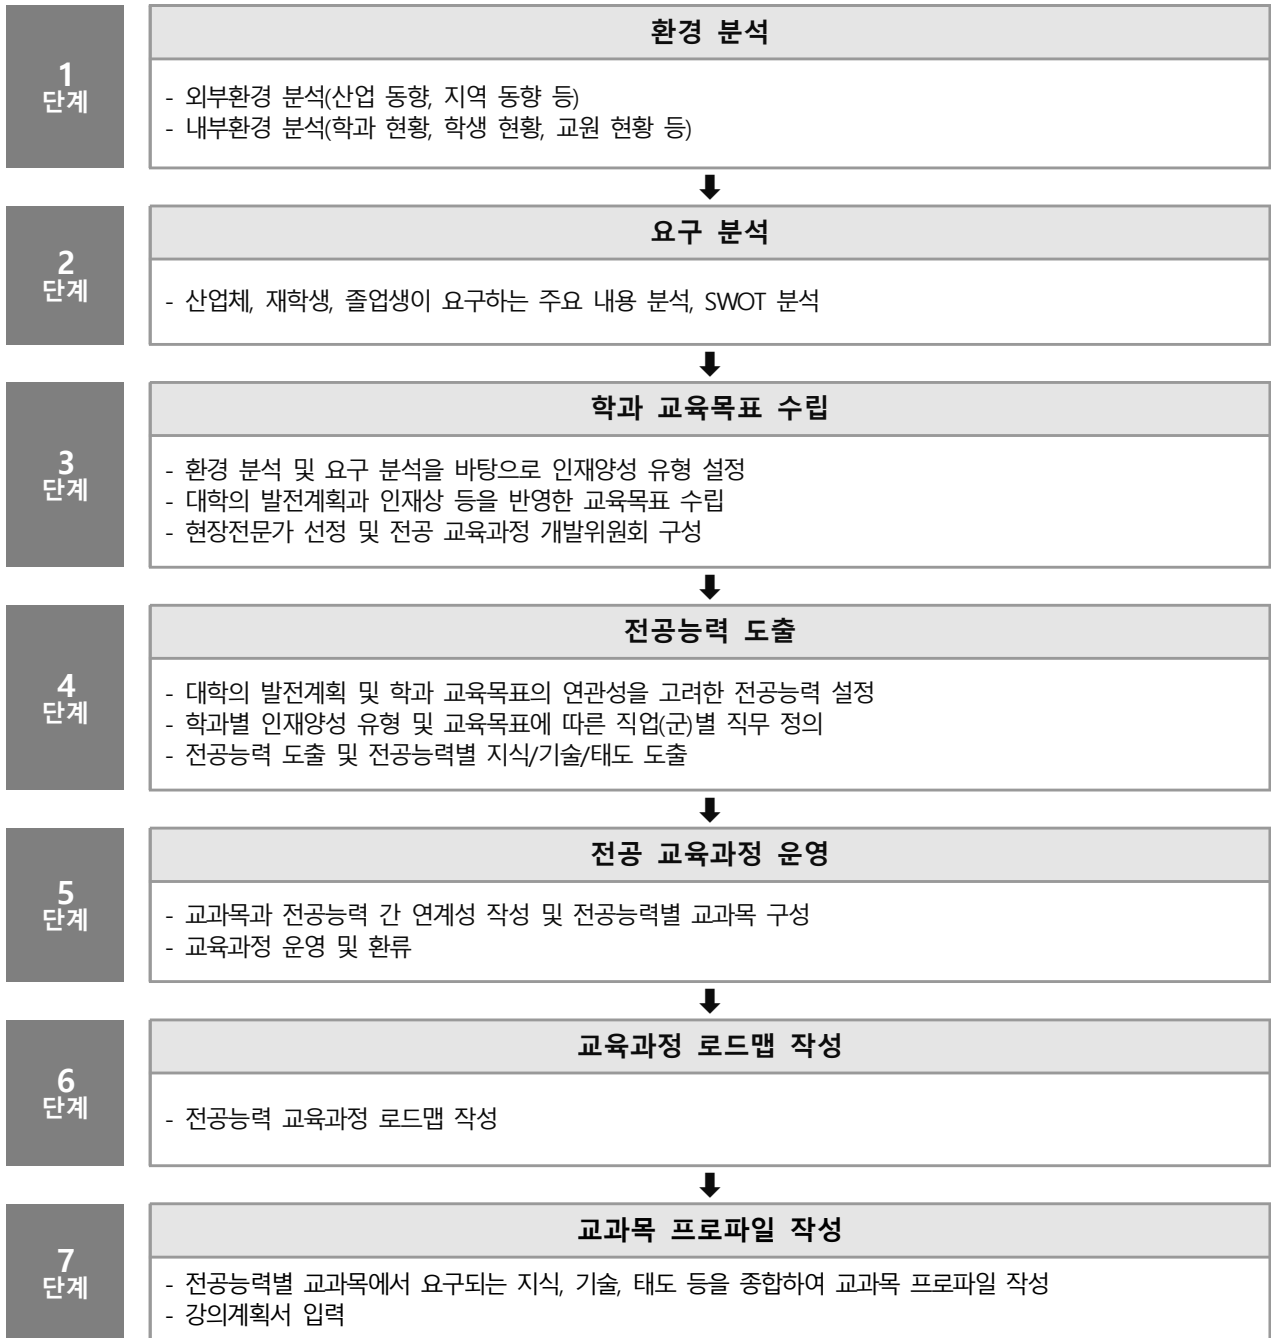 1
단계
환경 분석
- 외부환경 분석(산업 동향, 지역 동향 등)
- 내부환경 분석(학과 현황, 학생 현황, 교원 현황 등)
2
단계
요구 분석
- 산업체, 재학생, 졸업생이 요구하는 주요 내용 분석, SWOT 분석
3
단계
학과 교육목표 수립
- 환경 분석 및 요구 분석을 바탕으로 인재양성 유형 설정
- 대학의 발전계획과 인재상 등을 반영한 교육목표 수립
- 현장전문가 선정 및 전공 교육과정 개발위원회 구성
4
단계
전공능력 도출
- 대학의 발전계획 및 학과 교육목표의 연관성을 고려한 전공능력 설정
- 학과별 인재양성 유형 및 교육목표에 따른 직업(군)별 직무 정의
- 전공능력 도출 및 전공능력별 지식/기술/태도 도출
5
단계
전공 교육과정 운영
- 교과목과 전공능력 간 연계성 작성 및 전공능력별 교과목 구성
- 교육과정 운영 및 환류
6
단계
교육과정 로드맵 작성
- 전공능력 교육과정 로드맵 작성
7
단계
교과목 프로파일 작성
- 전공능력별 교과목에서 요구되는 지식, 기술, 태도 등을 종합하여 교과목 프로파일 작성
- 강의계획서 입력